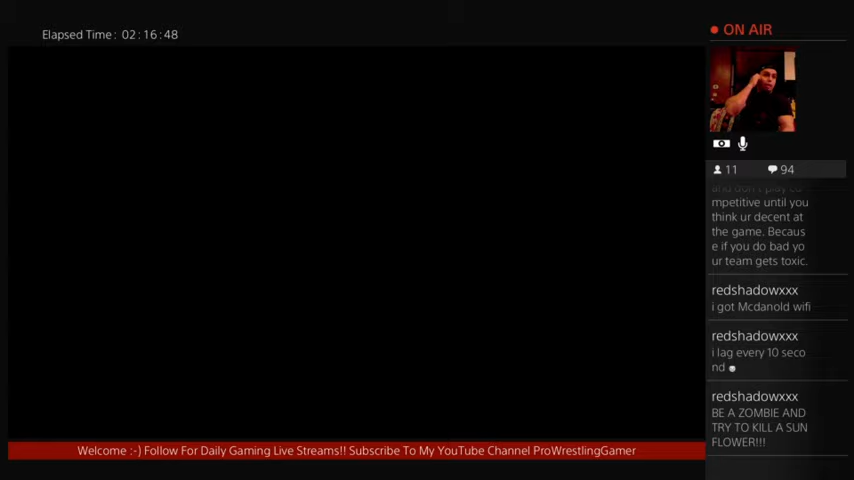 Elapsed Time: 02:16:48
ON AIR
11 94
mpetitive until you
think ur decent at
the game. Becaus
e if you do bad yo
ur team gets toxic.
redshadowxxx
i got Mcdanold wifi
redshadowxxx
i lag every 10 seco
nd
redshadowxxx
BE A ZOMBIE AND
TRY TO KILL A SUN
FLOWER!!!
Welcome :-) Follow For Daily Gaming Live Streams!! Subscribe To My YouTube Channel ProWrestlingGamer